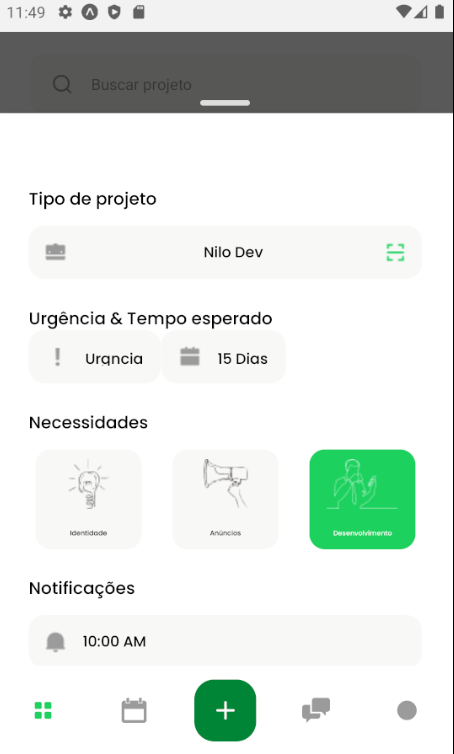 11:49
Buscar projeto
Tipo de projeto
Nilo Dev
Urgência & Tempo esperado
Urqncia
15 Dias
Necessidades
Identidade
Anúncios
Desenvolvimento
Notificações
10:00 AM